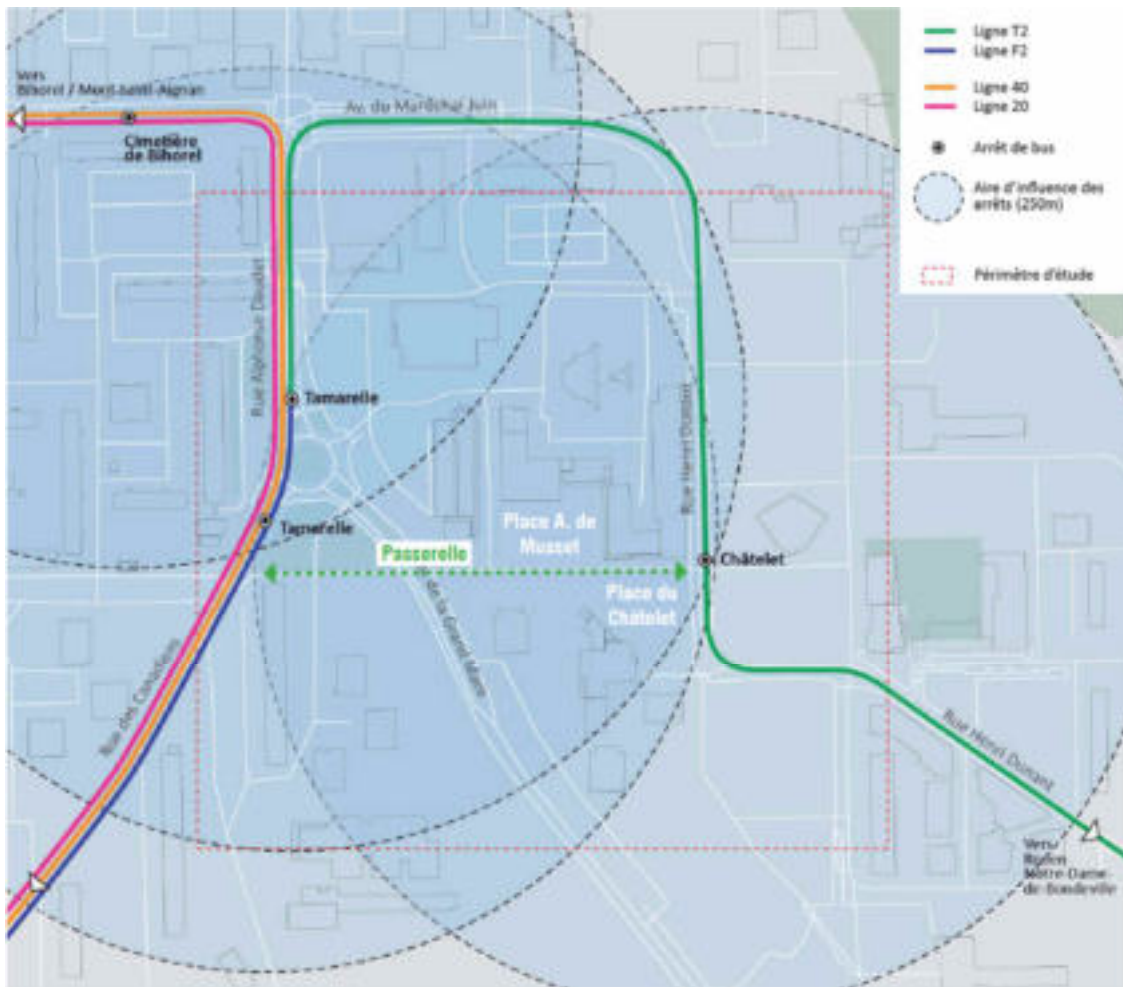 Ligne T2
Ligne F2
Ligne 40
Ligne 20
Arrêt de bus
Aire d'influence des
arrêts (250m)
Périmètre d'étude
Vers
Bihorel / Mont-Saint-Aignan
Cimetière
de Bihorel
Av. du Maréchal Juin
Rue Alphonse Daudet
Tamarelle
Tamarelle
Rue Henri Dunant
Place A. de
Musset
Passerelle
Châtelet
Place du
Châtelet
de la Grand'Mare
Rue des Canadiens
Rue Henri Dunant
Vers
Rouen
Notre-Dame-
de-Bondeville